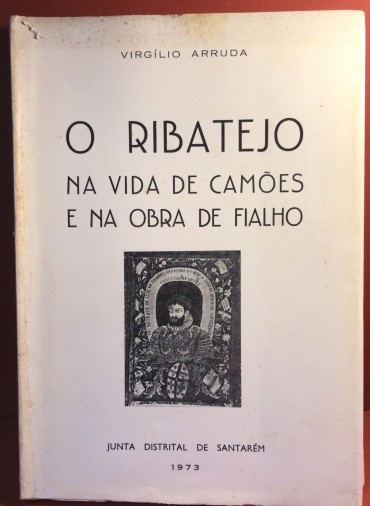 VIRGÍLIO ARRUDA
O RIBATEJO
NA VIDA DE CAMÕES
E NA OBRA DE FIALHO
JUNTA DISTRITAL DE SANTARÉM
1973